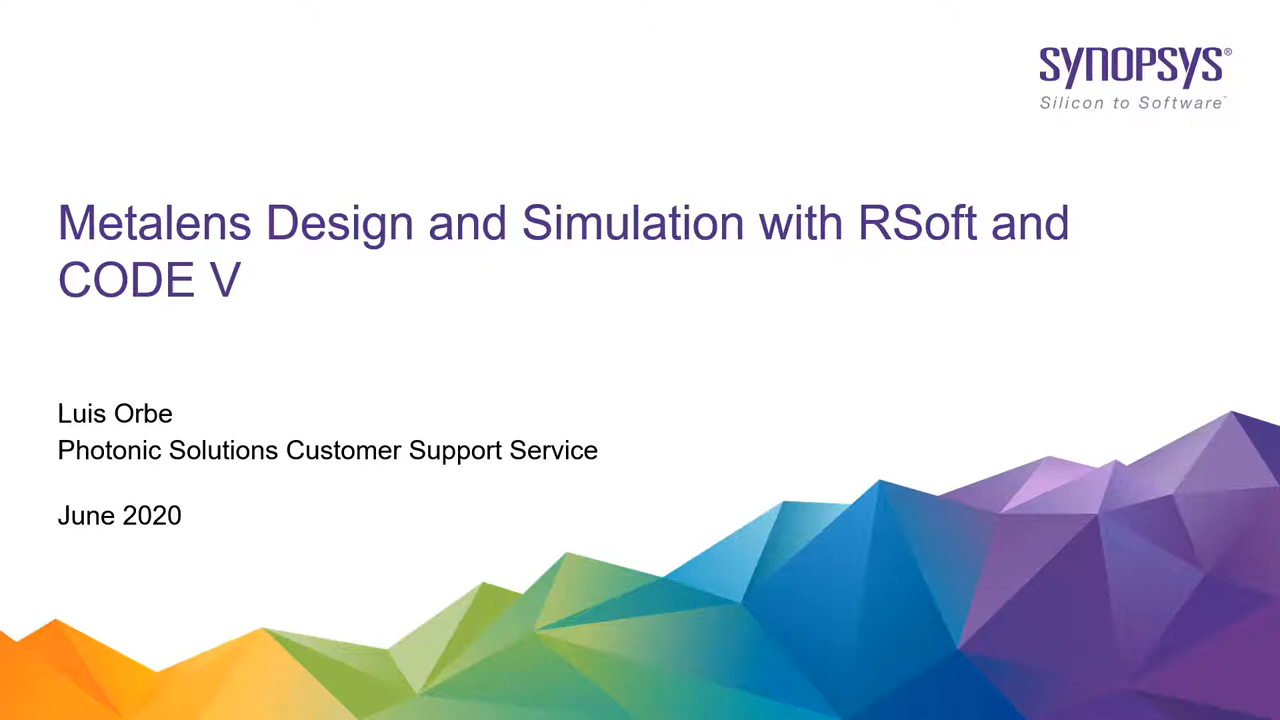 SYNOPSYS®
Silicon to Software™
Metalens Design and Simulation with RSoft and
CODE V
Luis Orbe
Photonic Solutions Customer Support Service
June 2020